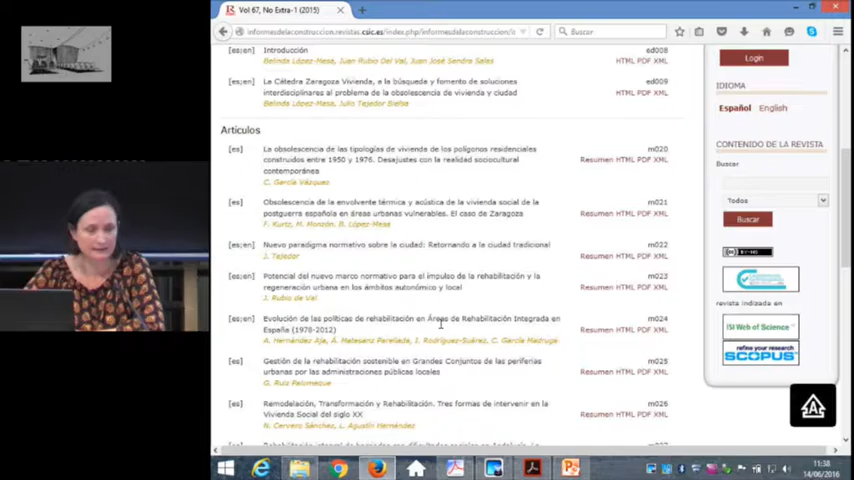 Vol 67, No Extra-1 (2015)
informesdelaconstruccion.revistas.csic.es/index.php/informesdelaconstruccion/
Buscar
Introducción
ed008
Belinda López-Mesa, Juan Rubio Del Val, Juan José Sendra Salas
HTML PDF XML
La Cátedra Zaragoza Vivienda, a la búsqueda y fomento de soluciones
ed009
interdisciplinares al problema de la obsolescencia de vivienda y ciudad
HTML PDF XML
Belinda López-Mesa, Julio Tejedor Bielsa
Artículos
[es]
La obsolescencia de las tipologías de vivienda de los polígonos residenciales
m020
construidos entre 1950 y 1976. Desajustes con la realidad sociocultural
Resumen HTML PDF XML
contemporánea
C. García Vázquez
[es]
Obsolescencia de la envolvente térmica y acústica de la vivienda social de la
m021
postguerra española en áreas urbanas vulnerables. El caso de Zaragoza
Resumen HTML PDF XML
F. Kurtz, M. Monzón, B. López-Mesa
[es;en]
Nuevo paradigma normativo sobre la ciudad: Retornando a la ciudad tradicional
m022
J. Tejedor
Resumen HTML PDF XML
[es;en]
Potencial del nuevo marco normativo para el impulso de la rehabilitación y la
m023
regeneración urbana en los ámbitos autonómico y local
Resumen HTML PDF XML
J. Rubio de Val
[es;en]
Evolución de las políticas de rehabilitación en Áreas de Rehabilitación Integrada en
m024
España (1978-2012)
Resumen HTML PDF XML
A. Hernández Aja, Á. Matesanz Parellada, I. Rodríguez-Suárez, C. García Madruga
[es]
Gestión de la rehabilitación sostenible en Grandes Conjuntos de las periferias
m025
urbanas por las administraciones públicas locales
Resumen HTML PDF XML
G. Ruiz Palomeque
[es]
Remodelación, Transformación y Rehabilitación. Tres formas de intervenir en la
m026
Vivienda Social del siglo XX
Resumen HTML PDF XML
N. Cervero Sánchez, L. Agustín Hernández
Login
IDIOMA
Español English
CONTENIDO DE LA REVISTA
Buscar
Todos
Buscar
revista indizada en
ISI Web of Science
refine your research
SCOPUS
11:38
14/06/2016